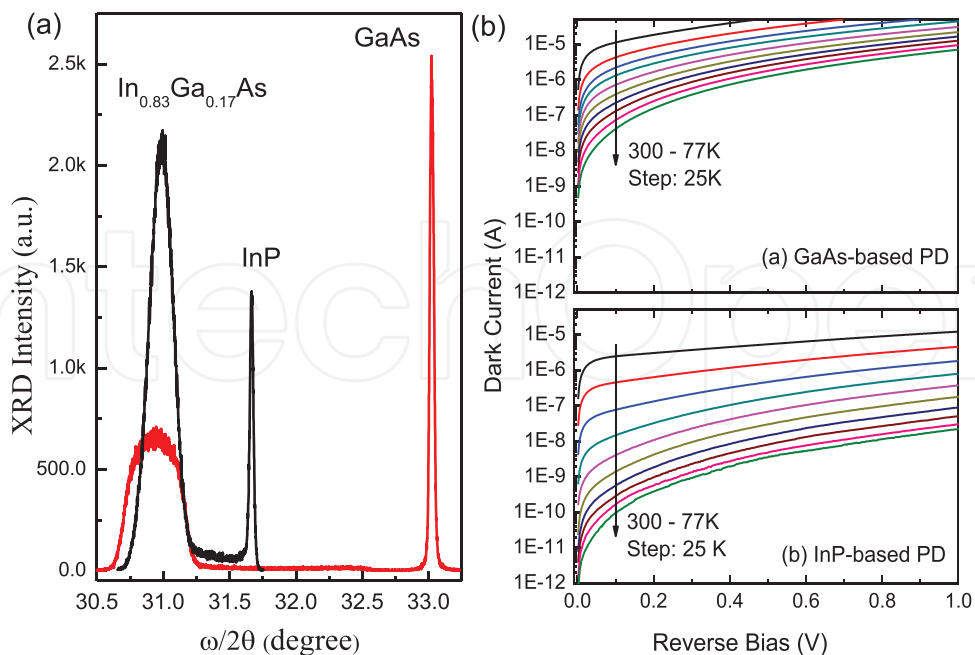 (a)
GaAs
In0.83Ga0.17As
InP
2.5k
2.0k
1.5k
1.0k
500.0
0.0
XRD Intensity (a.u.)
30.5 31.0 31.5 32.0 32.5 33.0
ω/2θ (degree)
(b)
1E-5
1E-6
1E-7
1E-8
1E-9
1E-10
1E-11
1E-12
300 - 77K
Step: 25K
(a) GaAs-based PD
Dark Current (A)
1E-5
1E-6
1E-7
1E-8
1E-9
1E-10
1E-11
1E-12
300 - 77K
Step: 25 K
(b) InP-based PD
0.0 0.2 0.4 0.6 0.8 1.0
Reverse Bias (V)
IntechOpen